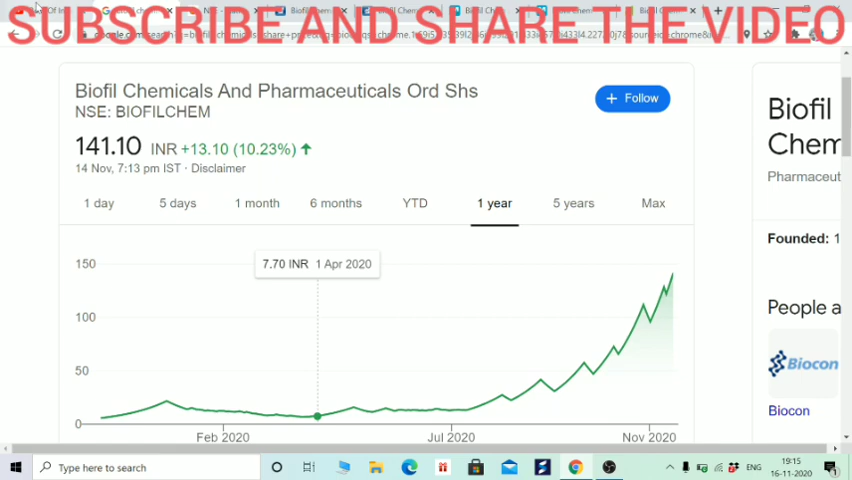 SUBSCRIBE AND SHARE THE VIDEO
Biofil Chemicals And Pharmaceuticals Ord Shs
NSE: BIOFILCHEM
+ Follow
141.10 INR +13.10 (10.23%) ↑
14 Nov, 7:13 pm IST · Disclaimer
1 day 5 days 1 month 6 months YTD 1 year 5 years Max
7.70 INR 1 Apr 2020
150
100
50
0
Feb 2020 Jul 2020 Nov 2020
Biofil
Chem
Pharmaceut
Founded: 1
People a
Biocon
Biocon
Type here to search
ENG
19:15
16-11-2020